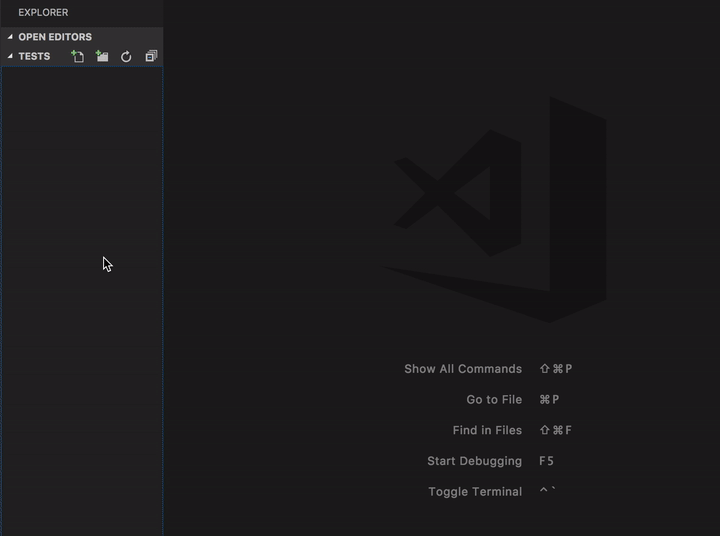 EXPLORER
OPEN EDITORS
TESTS
Show All Commands ⇧⌘P
Go to File ⌘P
Find in Files ⇧⌘F
Start Debugging F5
Toggle Terminal ^`